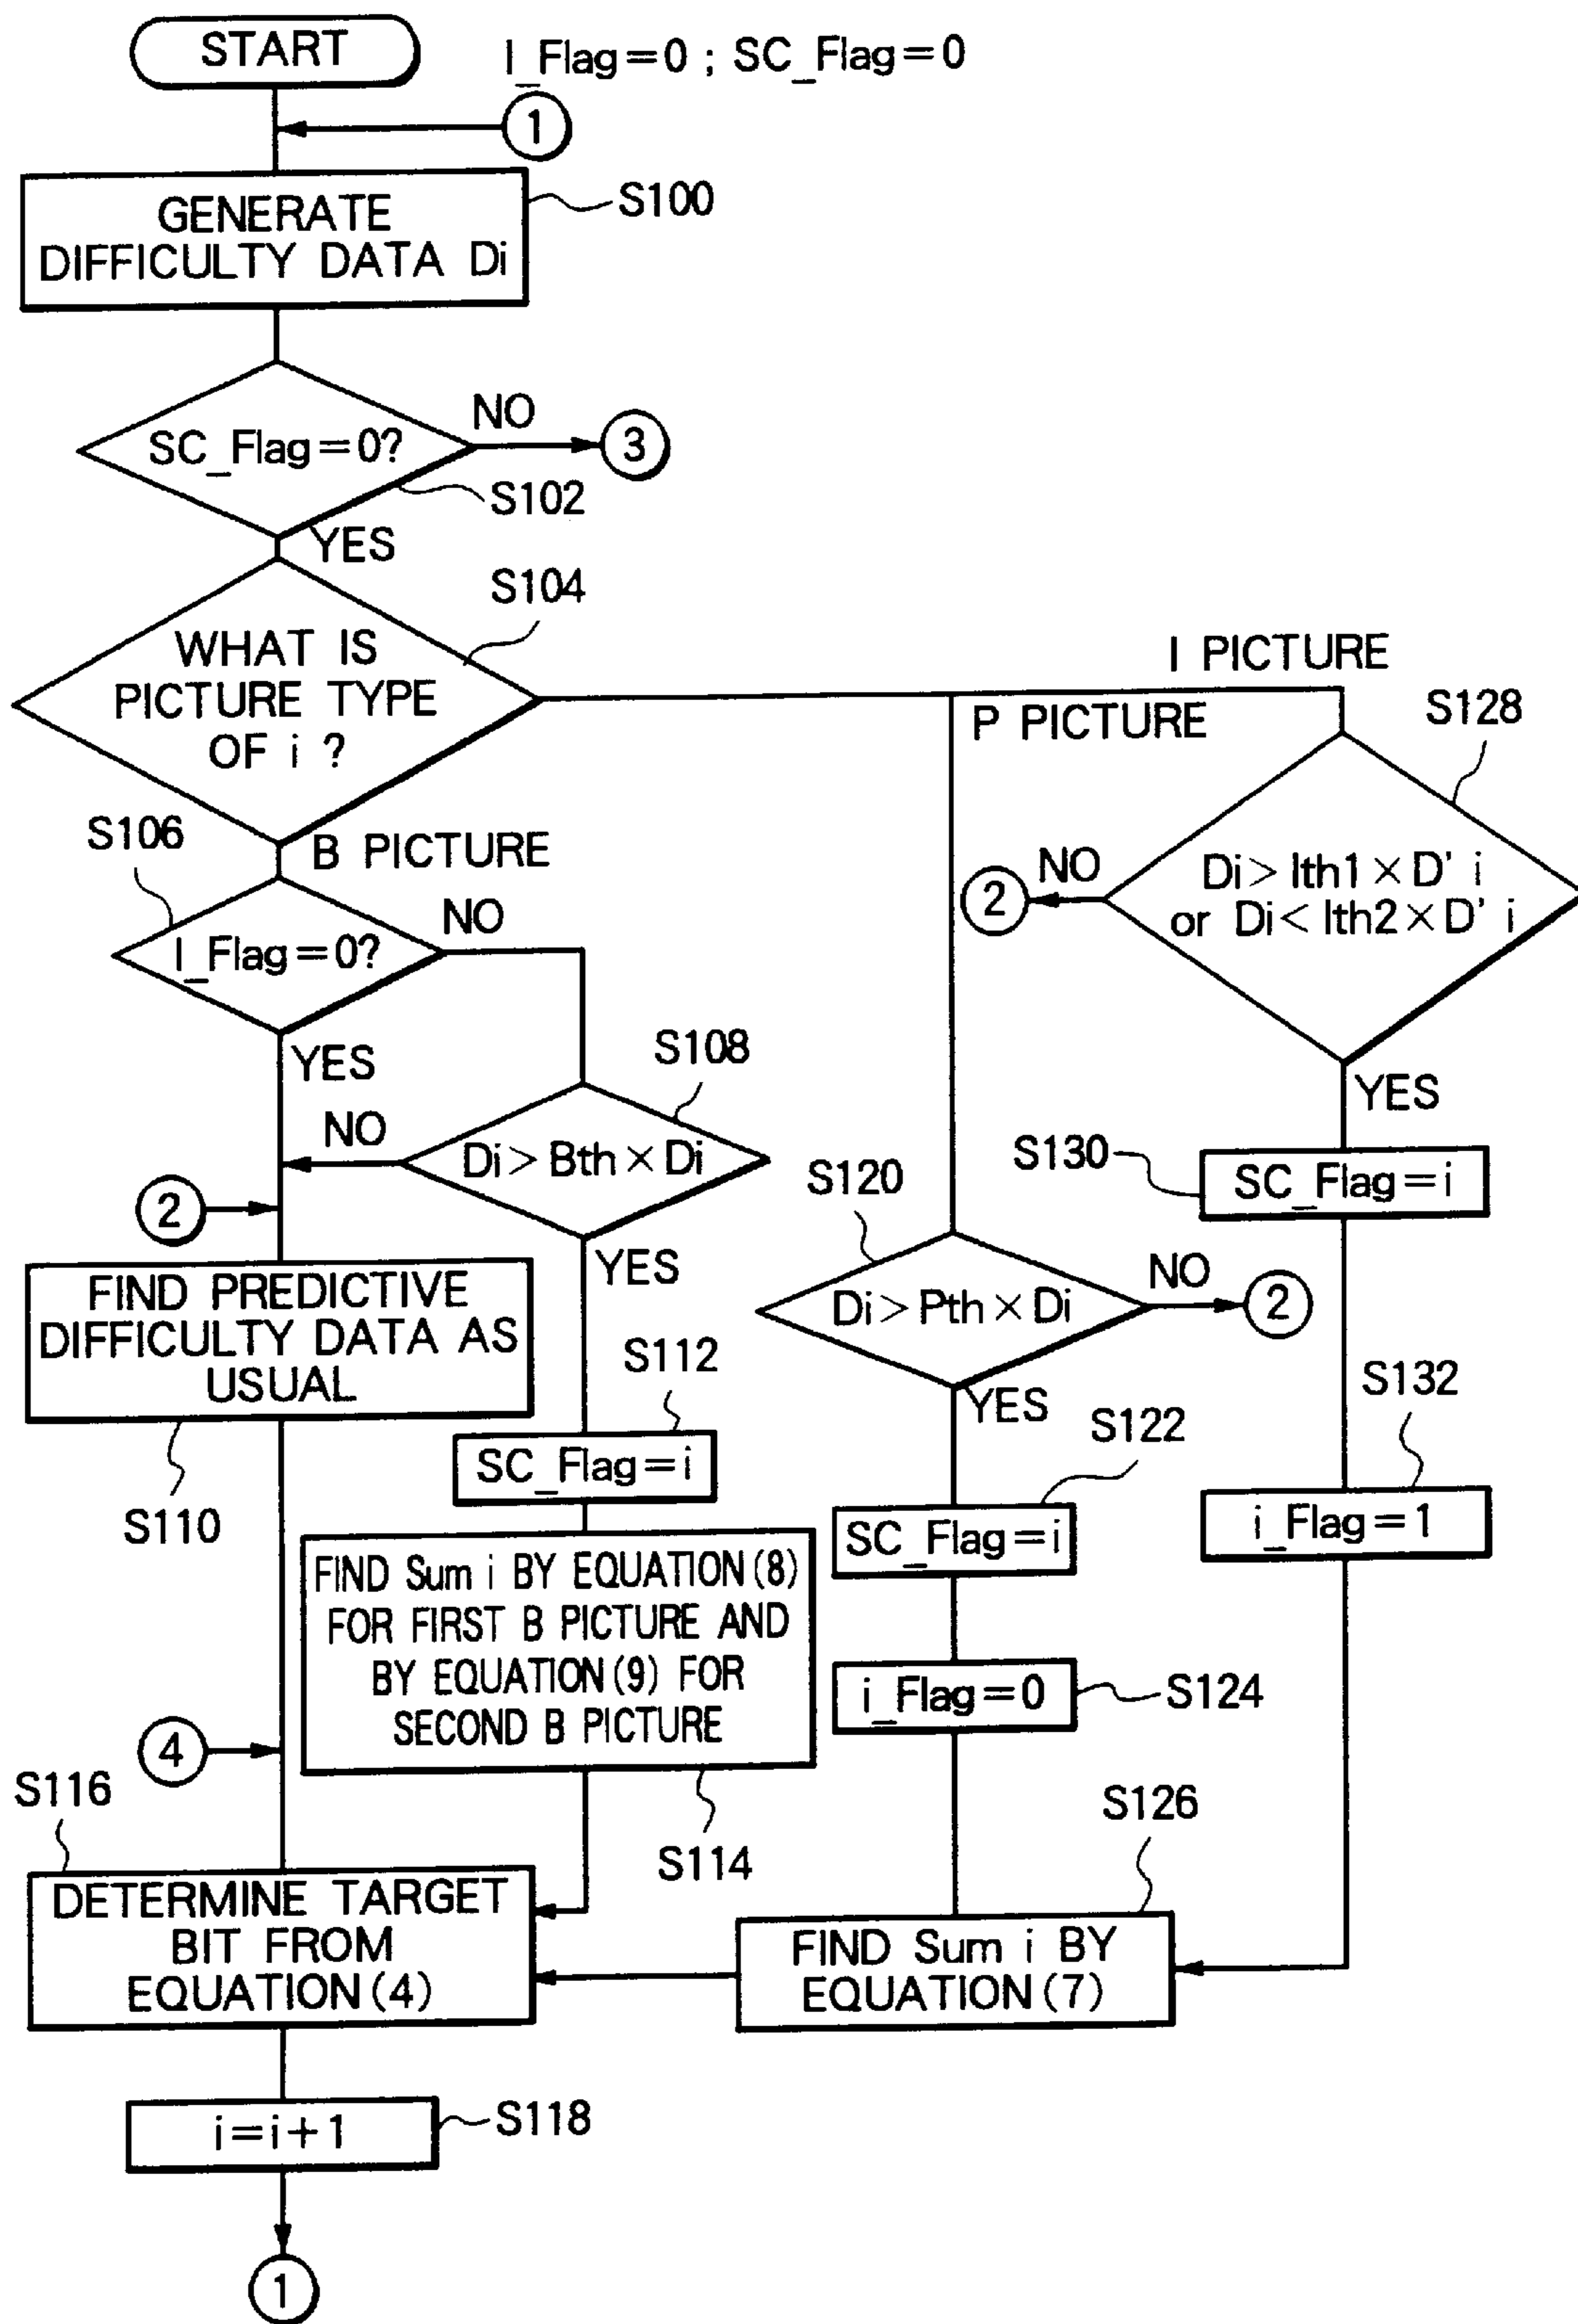 START
I_Flag=0 ; SC_Flag=0
1
GENERATE
DIFFICULTY DATA Di
S100
SC_Flag=0?
NO
3
S102
YES
S104
WHAT IS
PICTURE TYPE
OF i ?
I PICTURE
P PICTURE
S128
S106
B PICTURE
Di>Ith1×D' i
or Di<Ith2×D' i
NO
2
I_Flag=0?
NO
YES
S108
YES
NO
Di>Bth×Di
S130
SC_Flag=i
2
S120
YES
Di>Pth×Di
NO
2
FIND PREDICTIVE
DIFFICULTY DATA AS
USUAL
S110
S112
SC_Flag=i
YES
S122
SC_Flag=i
S132
i_Flag=1
FIND Sum i BY EQUATION(8)
FOR FIRST B PICTURE AND
BY EQUATION(9) FOR
SECOND B PICTURE
S114
i_Flag=0
S124
4
S116
S126
DETERMINE TARGET
BIT FROM
EQUATION(4)
FIND Sum i BY
EQUATION(7)
i=i+1
S118
1